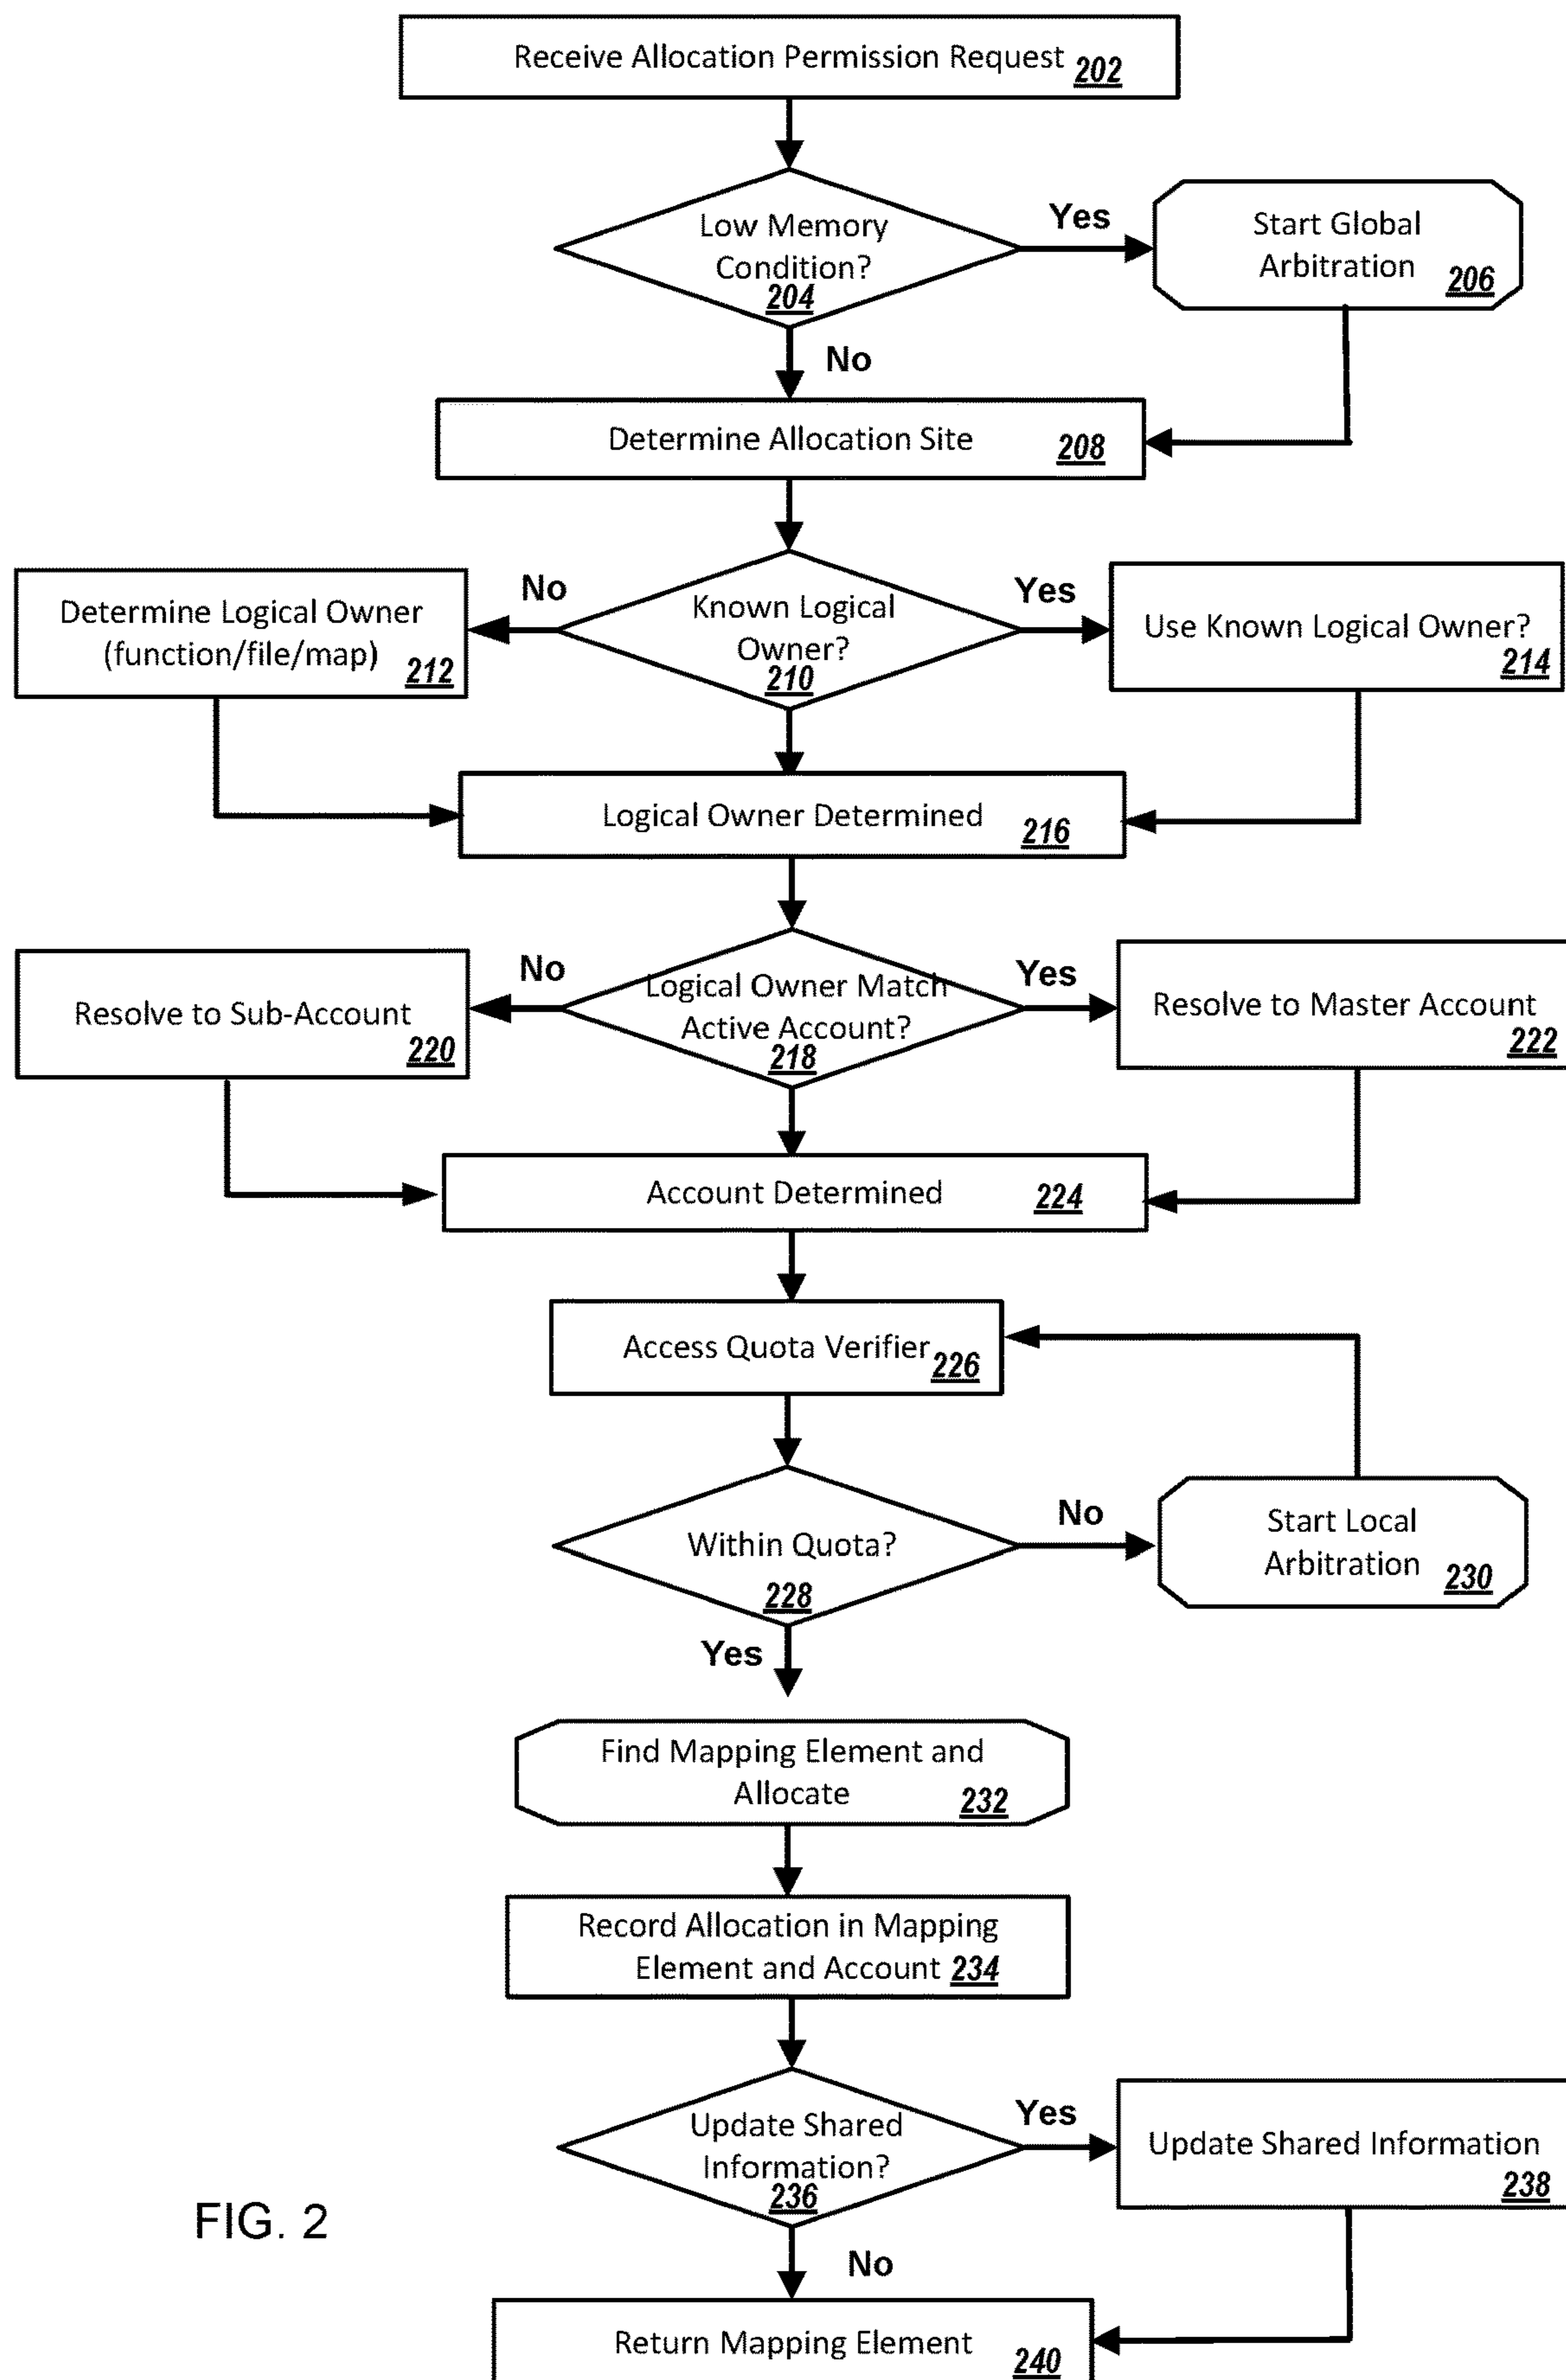 Receive Allocation Permission Request 202
Low Memory
Condition?
204
Yes
Start Global
Arbitration
206
No
Determine Allocation Site 208
Determine Logical Owner
(function/file/map)
212
No
Known Logical
Owner?
210
Yes
Use Known Logical Owner?
214
Logical Owner Determined 216
Resolve to Sub-Account
220
No
Logical Owner Match
Active Account?
218
Yes
Resolve to Master Account
222
Account Determined 224
Access Quota Verifier 226
Within Quota?
228
No
Start Local
Arbitration
230
Yes
Find Mapping Element and
Allocate 232
Record Allocation in Mapping
Element and Account 234
Update Shared
Information?
236
Yes
Update Shared Information
238
FIG. 2
No
Return Mapping Element
240